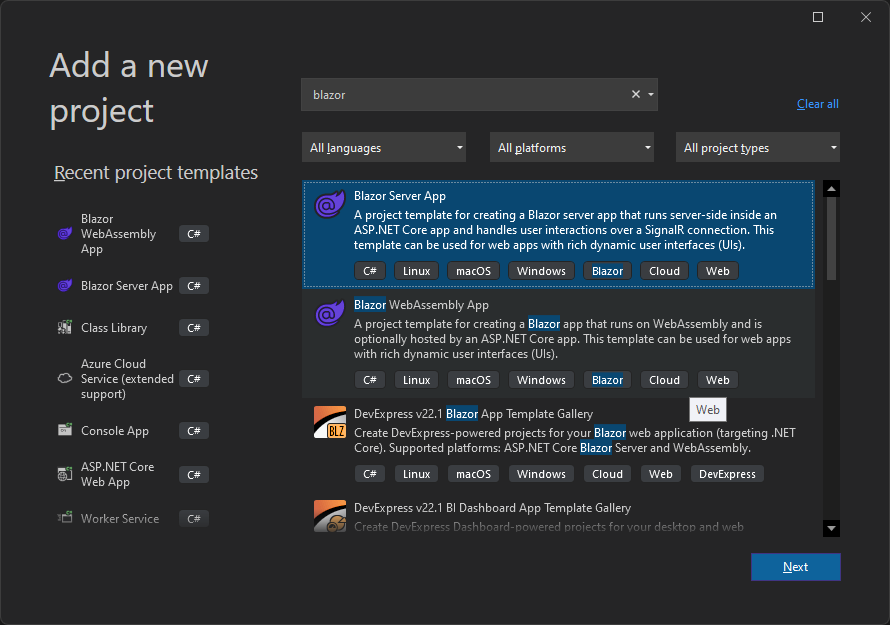 Add a new
project
blazor
Clear all
All languages
All platforms
All project types
Recent project templates
Blazor
WebAssembly
App
C#
Blazor Server App
C#
Class Library
C#
Azure Cloud
Service (extended
support)
C#
Console App
C#
ASP.NET Core
Web App
C#
Worker Service
C#
Blazor Server App
A project template for creating a Blazor server app that runs server-side inside an
ASP.NET Core app and handles user interactions over a SignalR connection. This
template can be used for web apps with rich dynamic user interfaces (UIs).
C# Linux macOS Windows Blazor Cloud Web
Blazor WebAssembly App
A project template for creating a Blazor app that runs on WebAssembly and is
optionally hosted by an ASP.NET Core app. This template can be used for web apps
with rich dynamic user interfaces (UIs).
C# Linux macOS Windows Blazor Cloud Web
Web
BLZ
DevExpress v22.1 Blazor App Template Gallery
Create DevExpress-powered projects for your Blazor web application (targeting .NET
Core). Supported platforms: ASP.NET Core Blazor Server and WebAssembly.
C# Linux macOS Windows Cloud Web DevExpress
DevExpress v22.1 BI Dashboard App Template Gallery
Create DevExpress Dashboard-powered projects for your desktop and web
Next